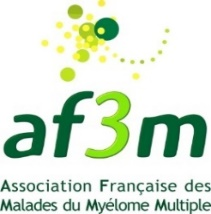 af3m
Association Française des
Malades du Myélome Multiple